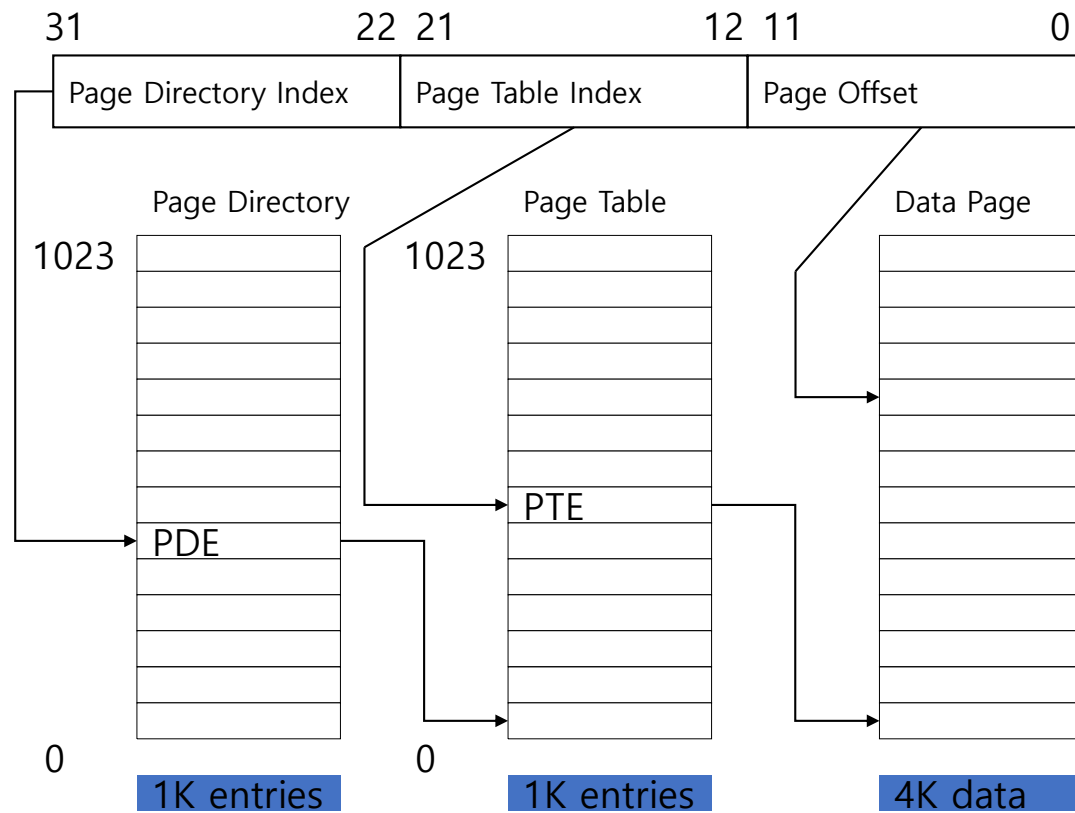 31 22 21 12 11 0
Page Directory Index Page Table Index Page Offset
Page Directory Page Table Data Page
1023 1023
PTE
PDE
0 0
1K entries 1K entries 4K data